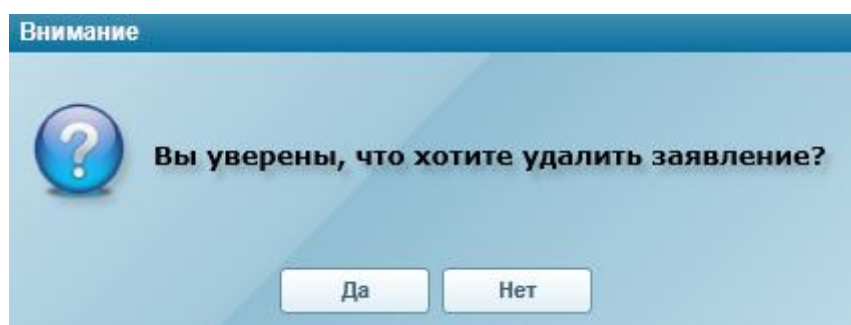 Внимание
Вы уверены, что хотите удалить заявление?
Да
Нет